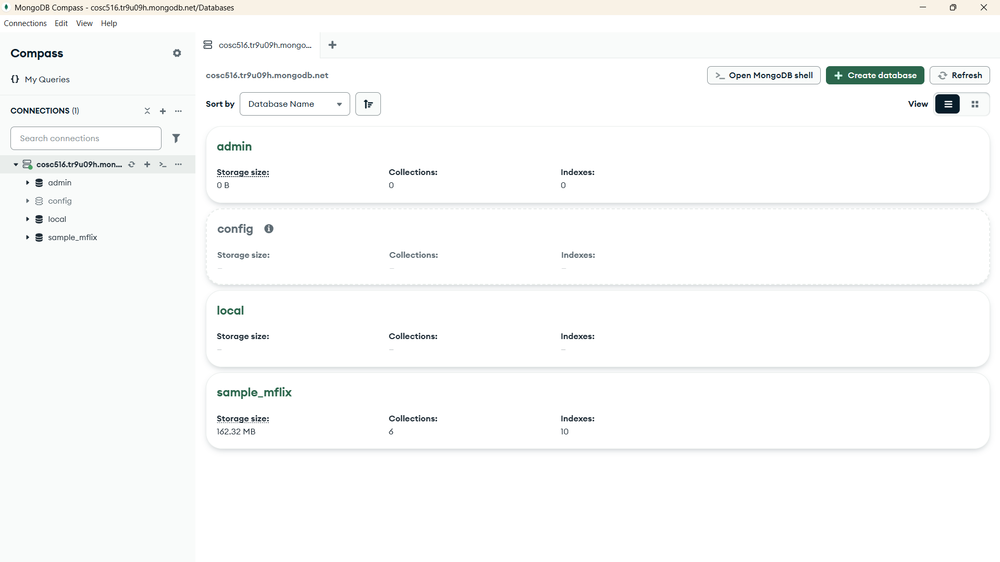 MongoDB Compass - cosc516.tr9u09h.mongodb.net/Databases
Connections Edit View Help
Compass
My Queries
CONNECTIONS (1)
Search connections
cosc516.tr9u09h.mon...
admin
config
local
sample_mflix
cosc516.tr9u09h.mongo...
cosc516.tr9u09h.mongodb.net
Open MongoDB shell
Create database
Refresh
Sort by Database Name
View
admin
Storage size: Collections: Indexes:
0 B 0 0
config
Storage size: Collections: Indexes:
– – –
local
Storage size: Collections: Indexes:
– – –
sample_mflix
Storage size: Collections: Indexes:
162.32 MB 6 10